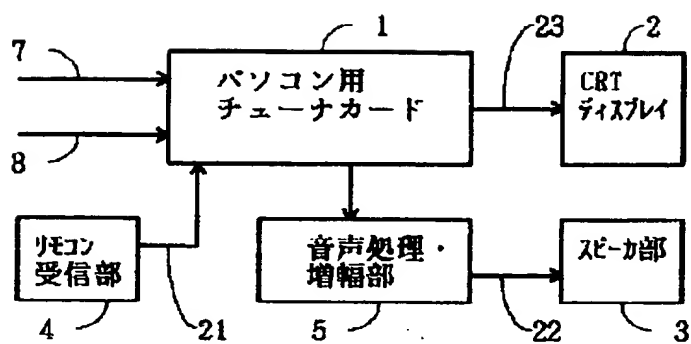 1
23
2
7
パソコン用
チューナカード
CRT
ディスプレイ
8
リモコン
受信部
音声処理・
増幅部
スピーカ部
4
21
5
22
3